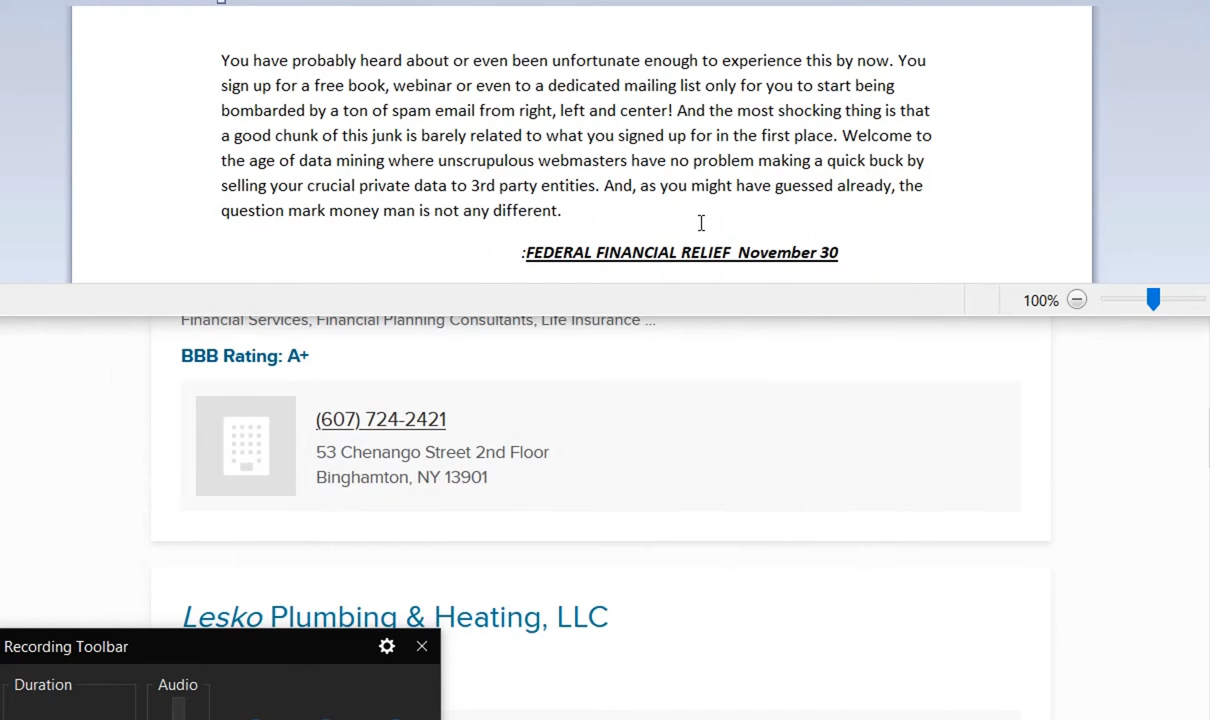 You have probably heard about or even been unfortunate enough to experience this by now. You
sign up for a free book, webinar or even to a dedicated mailing list only for you to start being
bombarded by a ton of spam email from right, left and center! And the most shocking thing is that
a good chunk of this junk is barely related to what you signed up for in the first place. Welcome to
the age of data mining where unscrupulous webmasters have no problem making a quick buck by
selling your crucial private data to 3rd party entities. And, as you might have guessed already, the
question mark money man is not any different.
:FEDERAL FINANCIAL RELIEF  November 30
100%
Financial Services, Financial Planning Consultants, Life Insurance ...
BBB Rating: A+
(607) 724-2421
53 Chenango Street 2nd Floor
Binghamton, NY 13901
Lesko Plumbing & Heating, LLC
Recording Toolbar
Duration
Audio